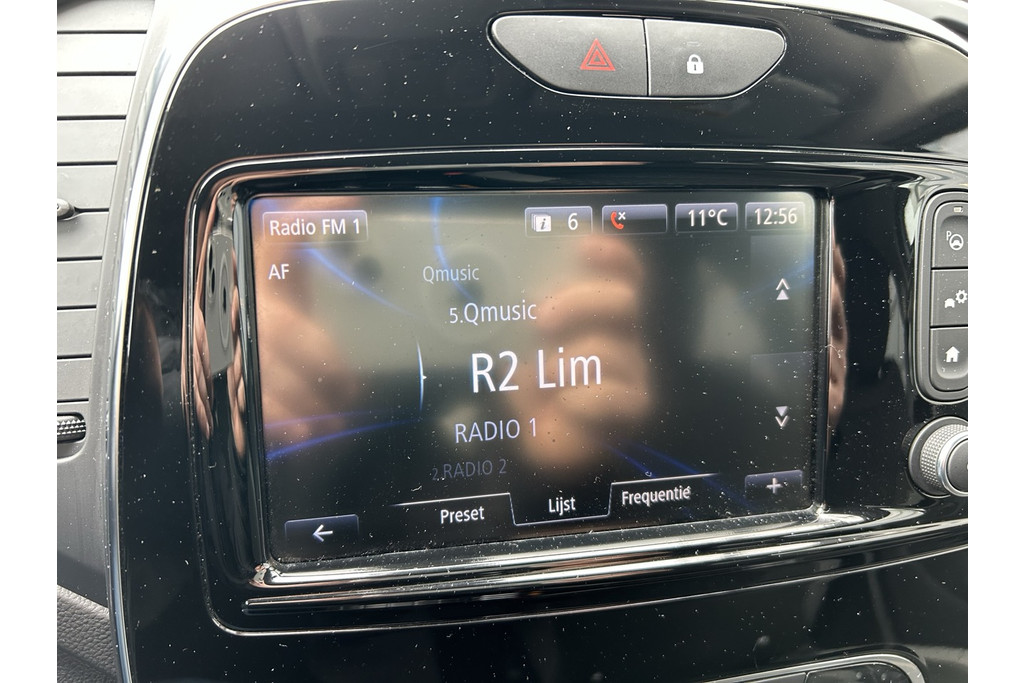 Radio FM 1
i 6
11°C
12:56
AF
Qmusic
5.Qmusic
R2 Lim
RADIO 1
2.RADIO 2
Preset
Lijst
Frequentie
P